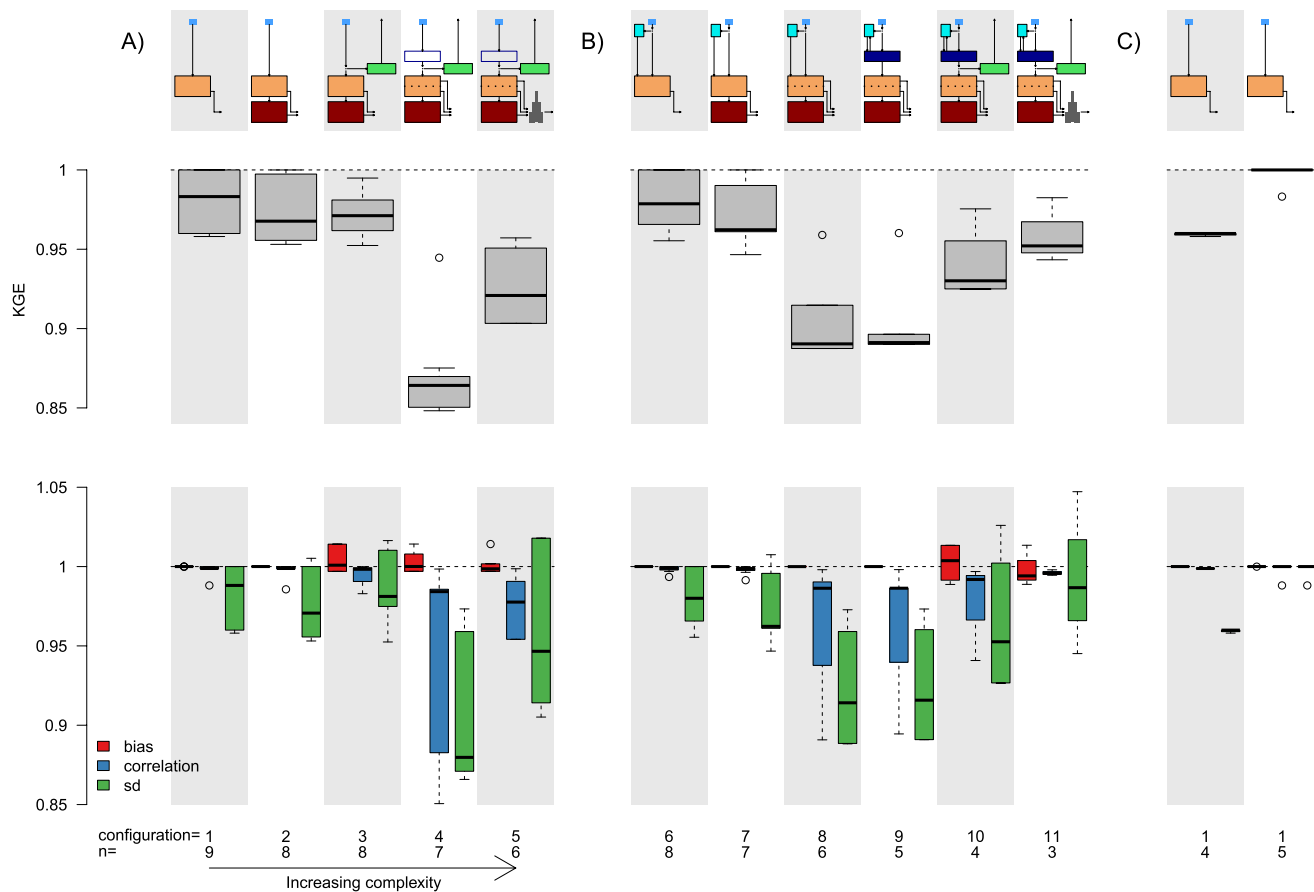 A)
B)
C)
1
0.95
0.9
0.85
KGE
1.05
1
0.95
0.9
0.85
bias
correlation
sd
configuration= 1 2 3 4 5 6 7 8 9 10 11 1 1
n= 9 8 8 7 6 8 7 6 5 4 3 4 5
Increasing complexity